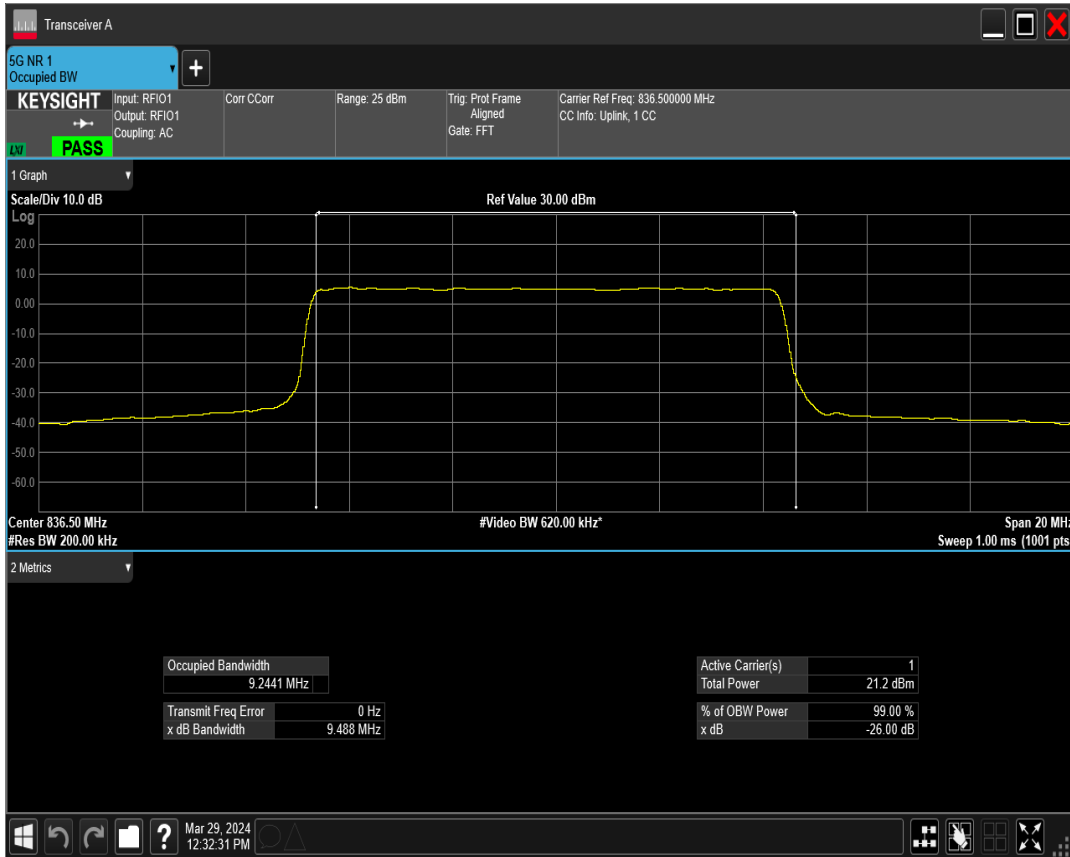 Transceiver A
5G NR 1
Occupied BW
+
KEYSIGHT
LXI
PASS
Input: RFIO1
Output: RFIO1
Coupling: AC
Corr CCorr
Range: 25 dBm
Trig: Prot Frame
Aligned
Gate: FFT
Carrier Ref Freq: 836.500000 MHz
CC Info: Uplink, 1 CC
1 Graph
Scale/Div 10.0 dB
Ref Value 30.00 dBm
Log
20.0
10.0
0.00
-10.0
-20.0
-30.0
-40.0
-50.0
-60.0
Center 836.50 MHz
#Video BW 620.00 kHz*
Span 20 MHz
#Res BW 200.00 kHz
Sweep 1.00 ms (1001 pts
2 Metrics
Occupied Bandwidth
9.2441 MHz
Transmit Freq Error 0 Hz
x dB Bandwidth 9.488 MHz
Active Carrier(s) 1
Total Power 21.2 dBm
% of OBW Power 99.00 %
x dB -26.00 dB
?
Mar 29, 2024
12:32:31 PM